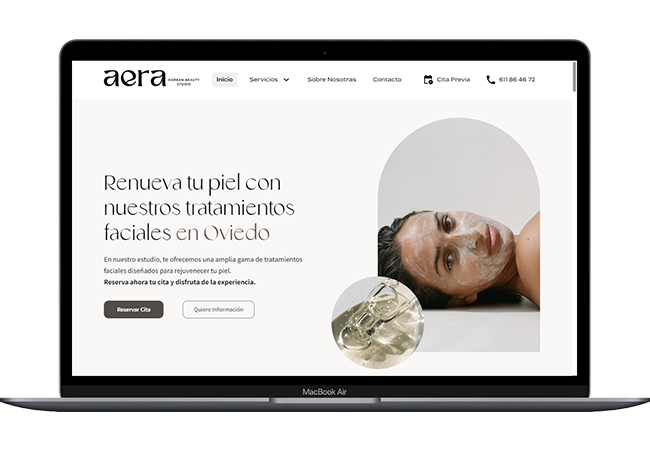 aera KOREAN BEAUTY
STUDIO
Inicio Servicios Sobre Nosotras Contacto Cita Previa 611 86 46 72
Renueva tu piel con
nuestros tratamientos
faciales en Oviedo
En nuestro estudio, te ofrecemos una amplia gama de tratamientos
faciales diseñados para rejuvenecer tu piel.
Reserva ahora tu cita y disfruta de la experiencia.
Reservar Cita Quiero Información
MacBook Air